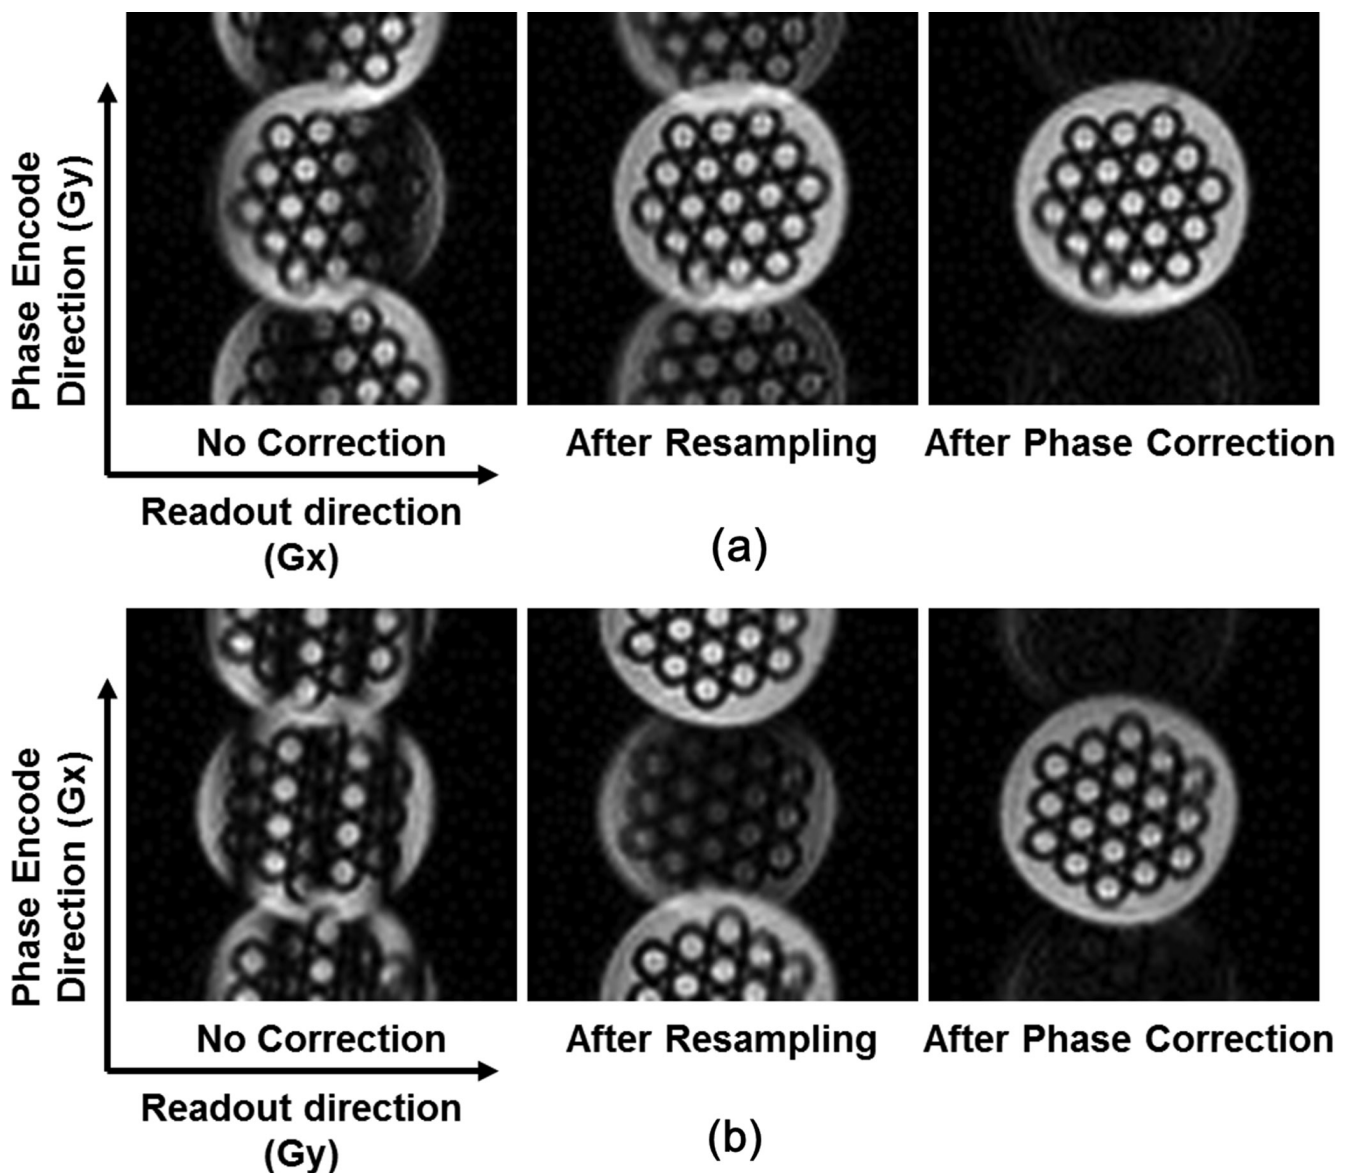 Phase Encode
Direction (Gy)
No Correction
After Resampling
After Phase Correction
Readout direction
(Gx)
(a)
Phase Encode
Direction (Gx)
No Correction
After Resampling
After Phase Correction
Readout direction
(Gy)
(b)